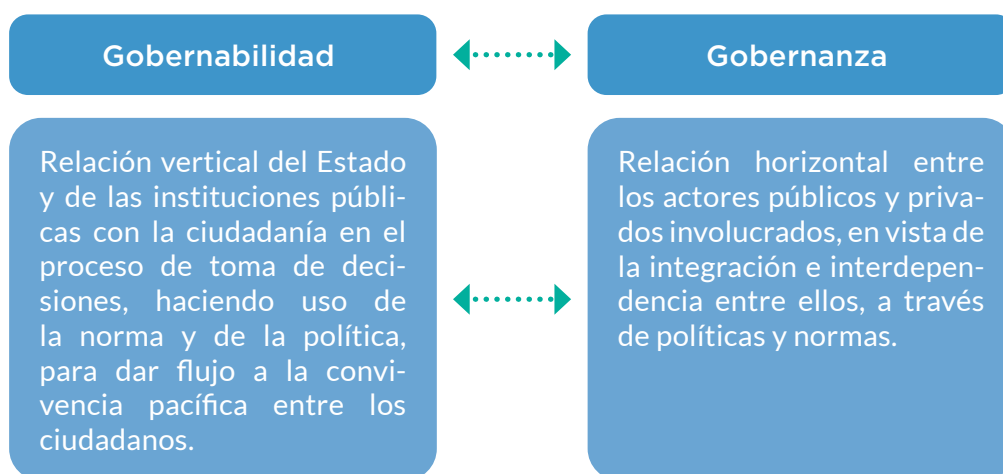 Gobernabilidad
Gobernanza
Relación vertical del Estado
y de las instituciones públi-
cas con la ciudadanía en el
proceso de toma de deci-
siones, haciendo uso de
la norma y de la política,
para dar flujo a la convi-
vencia pacífica entre los
ciudadanos.
Relación horizontal entre
los actores públicos y priva-
dos involucrados, en vista de
la integración e interdepen-
dencia entre ellos, a través
de políticas y normas.